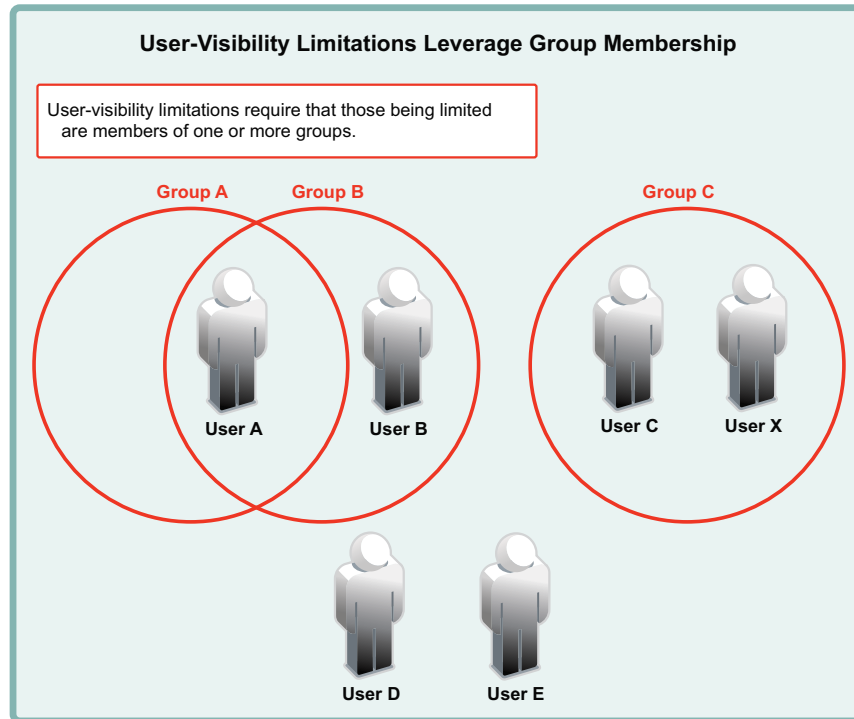 User-Visibility Limitations Leverage Group Membership
User-visibility limitations require that those being limited
are members of one or more groups.
Group A
Group B
Group C
User A
User B
User C
User X
User D
User E